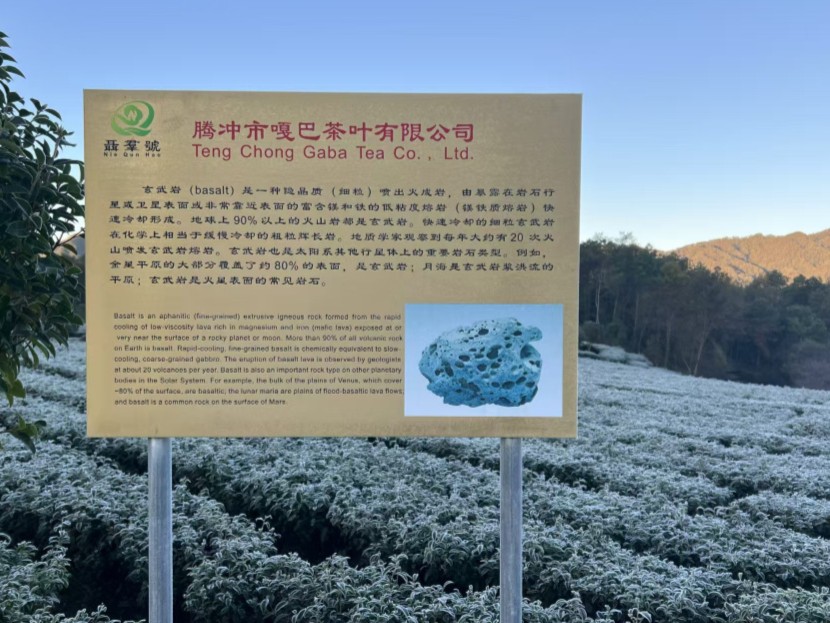 聶羣號
Nie Qun Hao
腾冲市嘎巴茶叶有限公司
Teng Chong Gaba Tea Co. , Ltd.
玄武岩（basalt）是一种隐晶质（细粒）喷出火成岩，由暴露在岩石行
星或卫星表面或非常靠近表面的富含镁和铁的低粘度熔岩（镁铁质熔岩）快
速冷却形成。地球上 90% 以上的火山岩都是玄武岩。快速冷却的细粒玄武岩
在化学上相当于缓慢冷却的粗粒辉长岩。地质学家观察到每年大约有 20 次火
山喷发玄武岩熔岩。玄武岩也是太阳系其他行星体上的重要岩石类型。例如，
金星平原的大部分覆盖了约 80% 的表面，是玄武岩；月海是玄武岩浆洪流的
平原；玄武岩是火星表面的常见岩石。
Basalt is an aphanitic (fine-grained) extrusive igneous rock formed from the rapid
cooling of low-viscosity lava rich in magnesium and iron (mafic lava) exposed at or
very near the surface of a rocky planet or moon. More than 90% of all volcanic rock
on Earth is basalt. Rapid-cooling, fine-grained basalt is chemically equivalent to slow-
cooling, coarse-grained gabbro. The eruption of basalt lava is observed by geologists
at about 20 volcanoes per year. Basalt is also an important rock type on other planetary
bodies in the Solar System. For example, the bulk of the plains of Venus, which cover
~80% of the surface, are basaltic; the lunar maria are plains of flood-basaltic lava flows;
and basalt is a common rock on the surface of Mars.